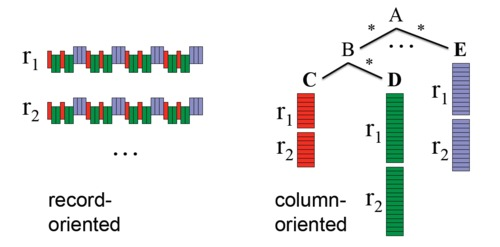 r1
r2
...
record-
oriented
A
* *
B ... E
*
C D
r1
r2
r1
r2
r1
r2
column-
oriented